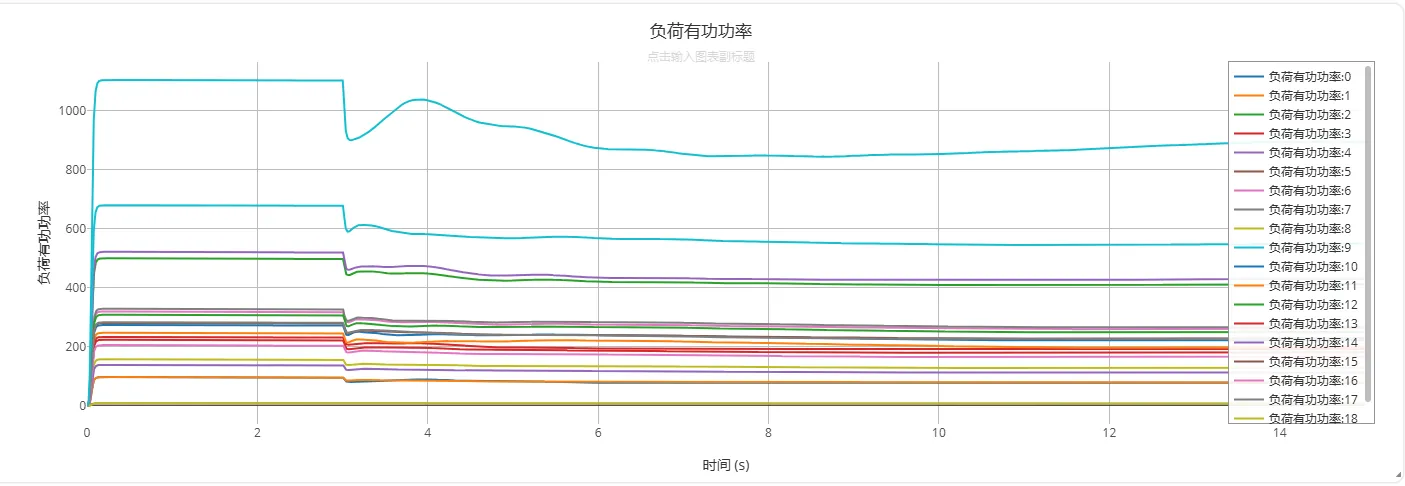 负荷有功功率
点击输入图表副标题
负荷有功功率
1000
800
600
400
200
0
0
2
4
6
8
10
12
14
时间 (s)
负荷有功功率:0
负荷有功功率:1
负荷有功功率:2
负荷有功功率:3
负荷有功功率:4
负荷有功功率:5
负荷有功功率:6
负荷有功功率:7
负荷有功功率:8
负荷有功功率:9
负荷有功功率:10
负荷有功功率:11
负荷有功功率:12
负荷有功功率:13
负荷有功功率:14
负荷有功功率:15
负荷有功功率:16
负荷有功功率:17
负荷有功功率:18